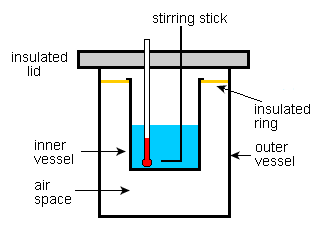 stirring stick
insulated
lid
insulated
ring
inner
vessel
outer
vessel
air
space